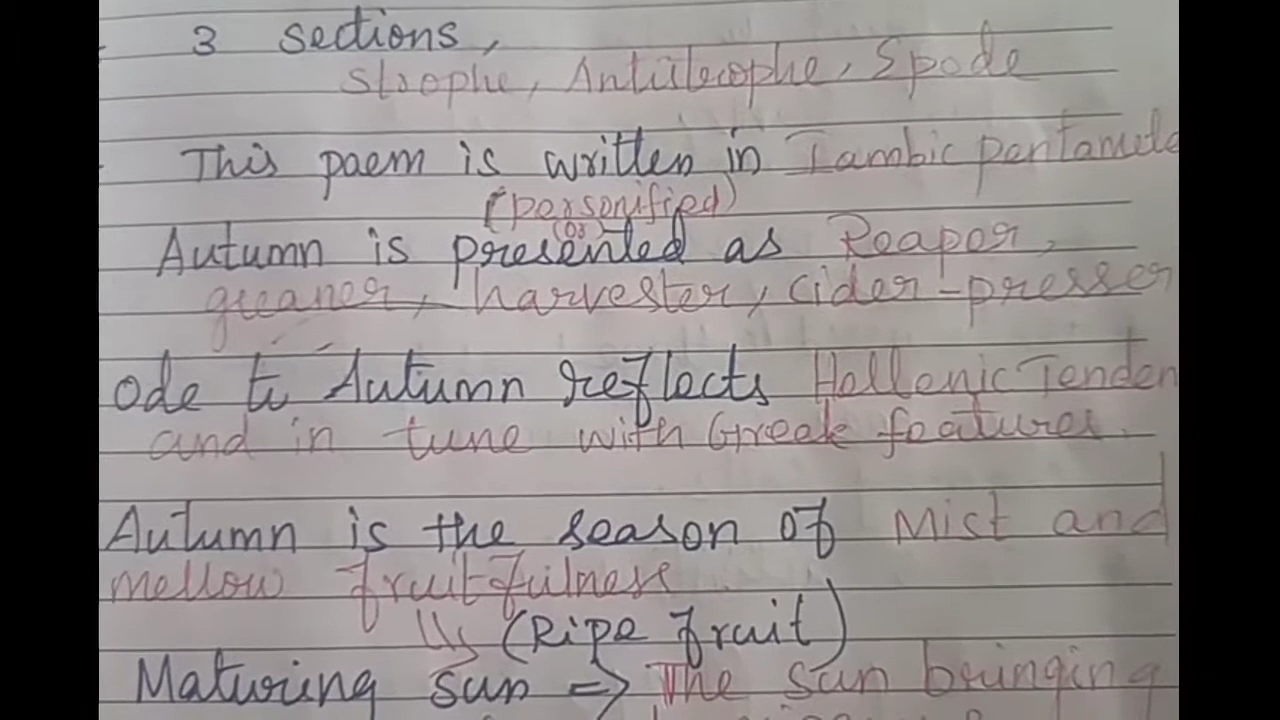 3 sections,
Strophe, Antistrophe, Epode
This poem is written in Iambic pentamete
(personified)
(or)
Autumn is presented as Reaper,
gleaner, harvester, cider-presser
Ode to Autumn reflects Hellenic Tenden
and in tune with Greek features.
Autumn is the season of Mist and
mellow fruitfulness
(Ripe fruit)
Maturing sun => The sun bringing